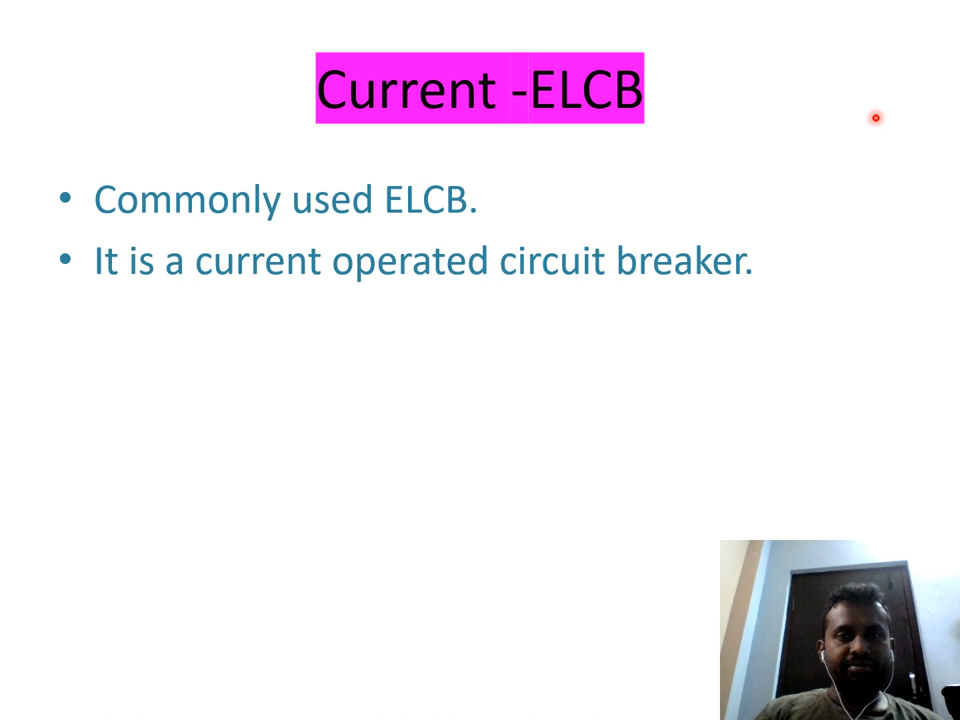 Current -ELCB
• Commonly used ELCB.
• It is a current operated circuit breaker.